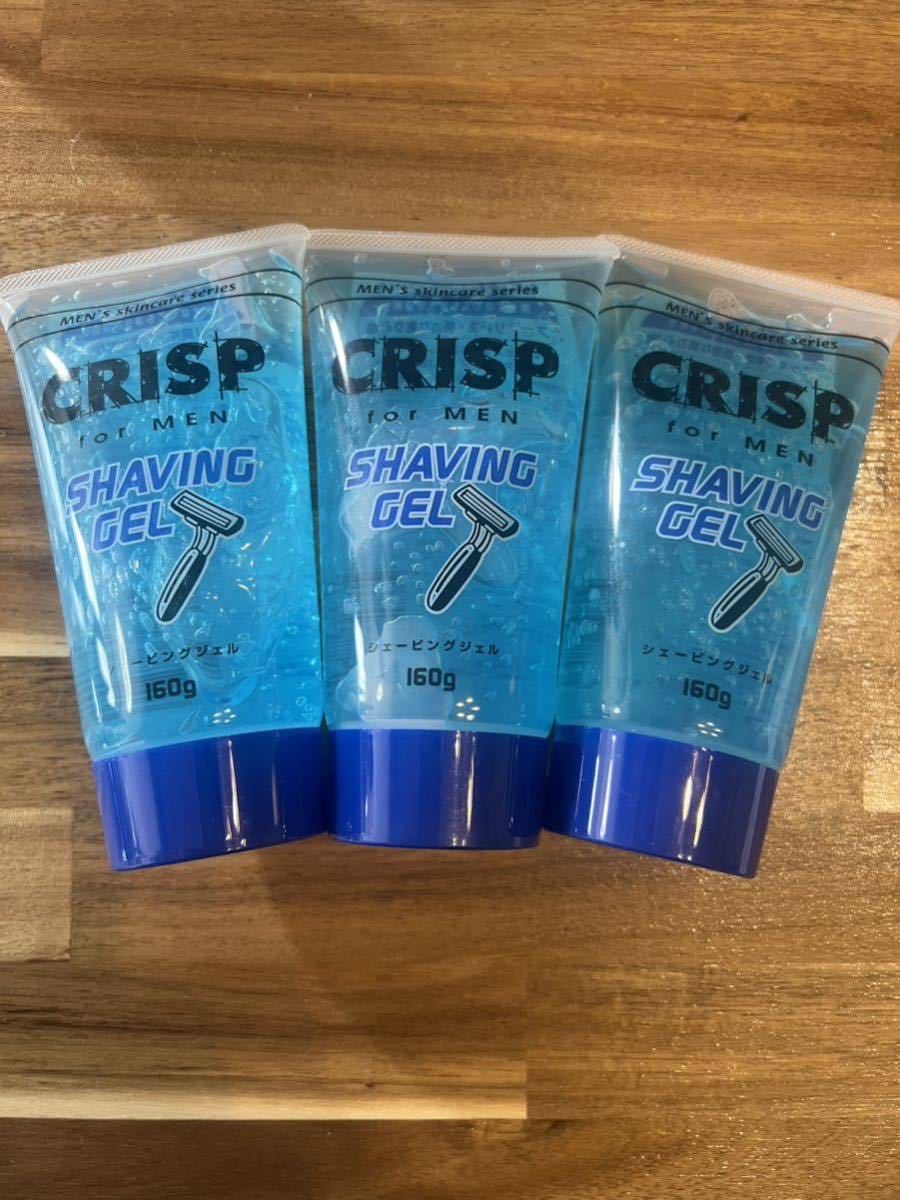 MEN'S skincare series
CRISP
for MEN
SHAVING
GEL
シェービングジェル
160g
MEN'S skincare series
CRISP
for MEN
SHAVING
GEL
シェービングジェル
160g
MEN'S skincare series
CRISP
for MEN
SHAVING
GEL
シェービングジェル
160g